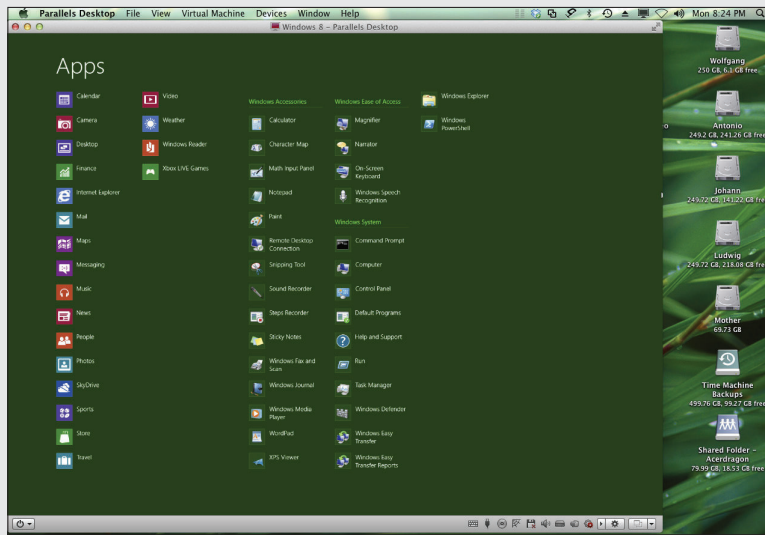 Parallels Desktop File View Virtual Machine Devices Window Help
Mon 8:24 PM
Windows 8 – Parallels Desktop
Apps
Calendar
Camera
Desktop
Finance
Internet Explorer
Mail
Maps
Messaging
Music
News
People
Photos
SkyDrive
Sports
Store
Travel
Video
Weather
Windows Reader
Xbox LIVE Games
Windows Accessories
Calculator
Character Map
Math Input Panel
Notepad
Paint
Remote Desktop
Connection
Snipping Tool
Sound Recorder
Steps Recorder
Sticky Notes
Windows Fax and
Scan
Windows Journal
Windows Media
Player
WordPad
XPS Viewer
Windows Ease of Access
Magnifier
Narrator
On-Screen
Keyboard
Windows Speech
Recognition
Windows System
Command Prompt
Computer
Control Panel
Default Programs
Help and Support
Run
Task Manager
Windows Defender
Windows Easy
Transfer
Windows Easy
Transfer Reports
Windows Explorer
Windows
PowerShell
Wolfgang
250 GB, 6.1 GB free
Antonio
249.2 GB, 241.26 GB free
Johann
249.72 GB, 141.22 GB fre
Ludwig
249.72 GB, 218.08 GB fre
Mother
69.73 GB
Time Machine
Backups
499.76 GB, 99.27 GB free
Shared Folder –
Acerdragon
79.99 GB, 18.53 GB free